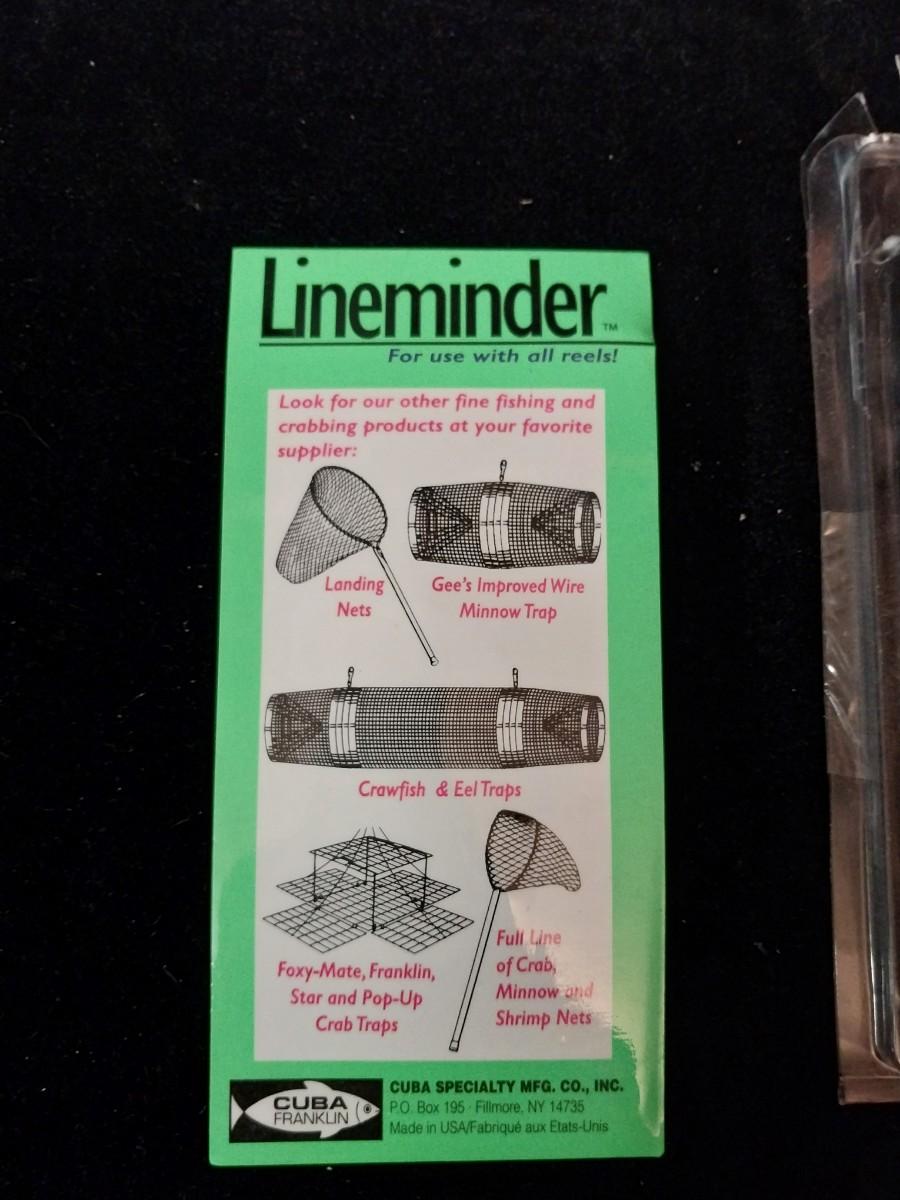 Lineminder™
For use with all reels!
Look for our other fine fishing and
crabbing products at your favorite
supplier:
Landing
Nets
Gee's Improved Wire
Minnow Trap
Crawfish & Eel Traps
Foxy-Mate, Franklin,
Star and Pop-Up
Crab Traps
Full Line
of Crab,
Minnow and
Shrimp Nets
CUBA
FRANKLIN
CUBA SPECIALTY MFG. CO., INC.
P.O. Box 195 · Fillmore, NY 14735
Made in USA/Fabriqué aux Etats-Unis